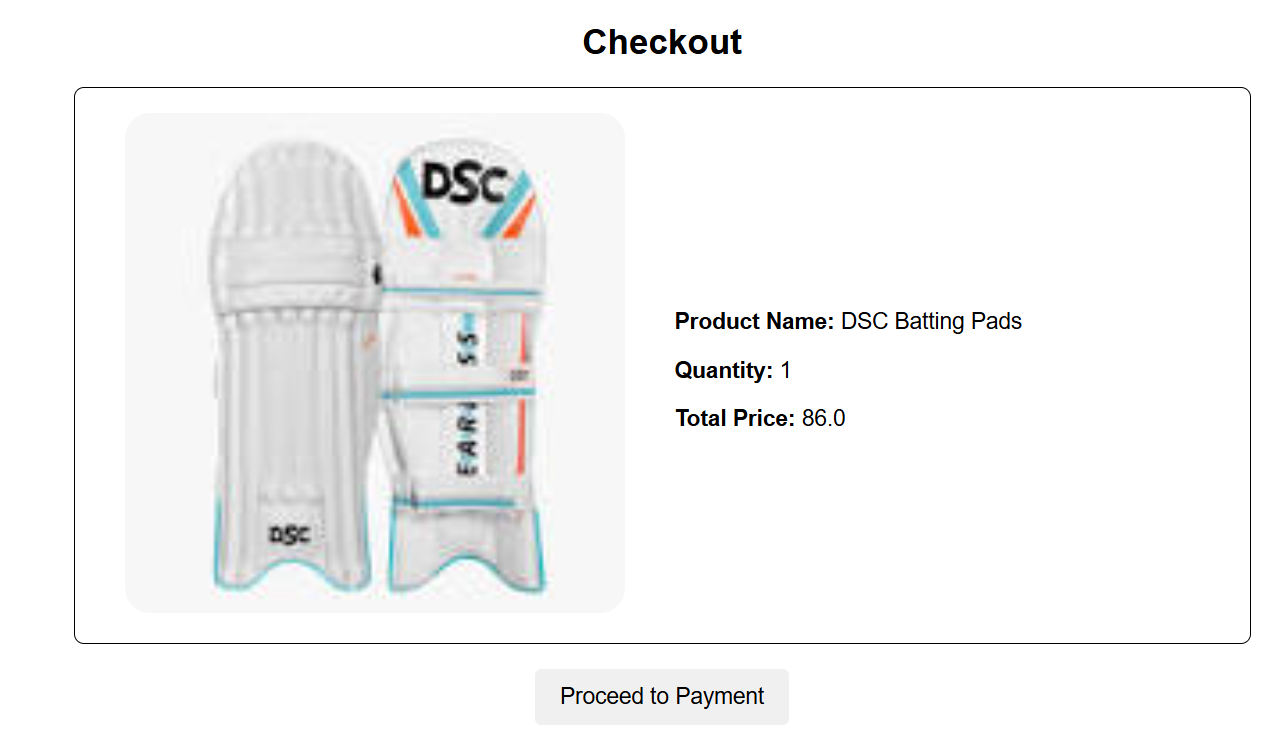 Checkout
DSC
DSC
Product Name: DSC Batting Pads
Quantity: 1
Total Price: 86.0
Proceed to Payment